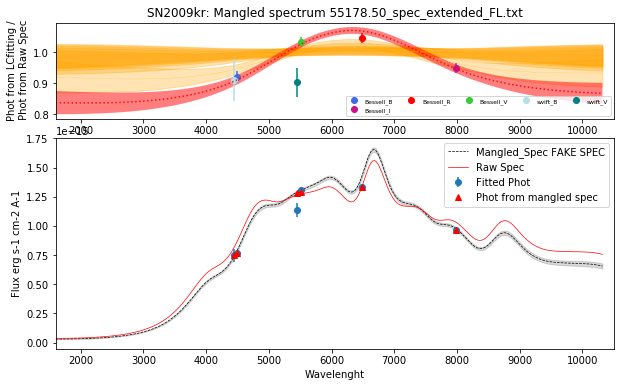 SN2009kr: Mangled spectrum 55178.50_spec_extended_FL.txt
Phot from LCfitting /
Phot from Raw Spec
1.0
0.9
0.8
Bessell_B
Bessell_I
Bessell_R
Bessell_V
swift_B
swift_V
2000 3000 4000 5000 6000 7000 8000 9000 10000
1.75
1.50
1.25
1.00
0.75
0.50
0.25
0.00
Flux erg s-1 cm-2 A-1
Mangled_Spec FAKE SPEC
Raw Spec
Fitted Phot
Phot from mangled spec
2000 3000 4000 5000 6000 7000 8000 9000 10000
Wavelenght